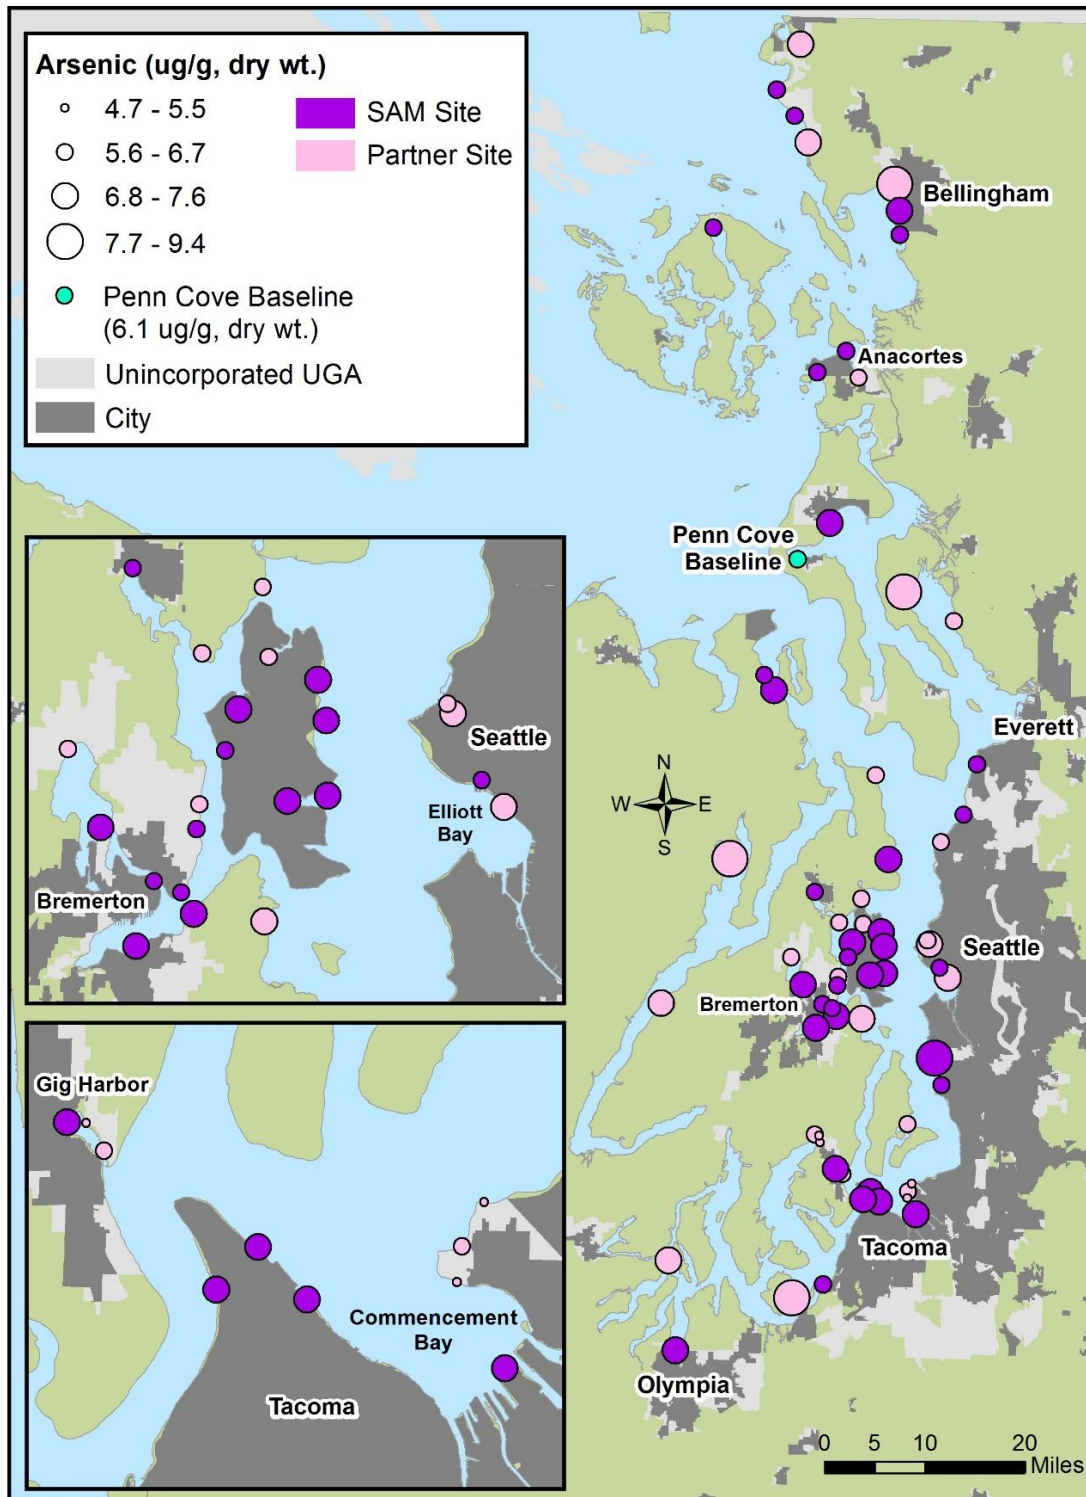 Arsenic (ug/g, dry wt.)
4.7 - 5.5
5.6 - 6.7
6.8 - 7.6
7.7 - 9.4
SAM Site
Partner Site
Penn Cove Baseline
(6.1 ug/g, dry wt.)
Unincorporated UGA
City
Bellingham
Anacortes
Penn Cove
Baseline
Everett
N
W E
S
Seattle
Bremerton
Tacoma
Olympia
0 5 10 20
Miles
Seattle
Elliott
Bay
Bremerton
Gig Harbor
Commencement
Bay
Tacoma